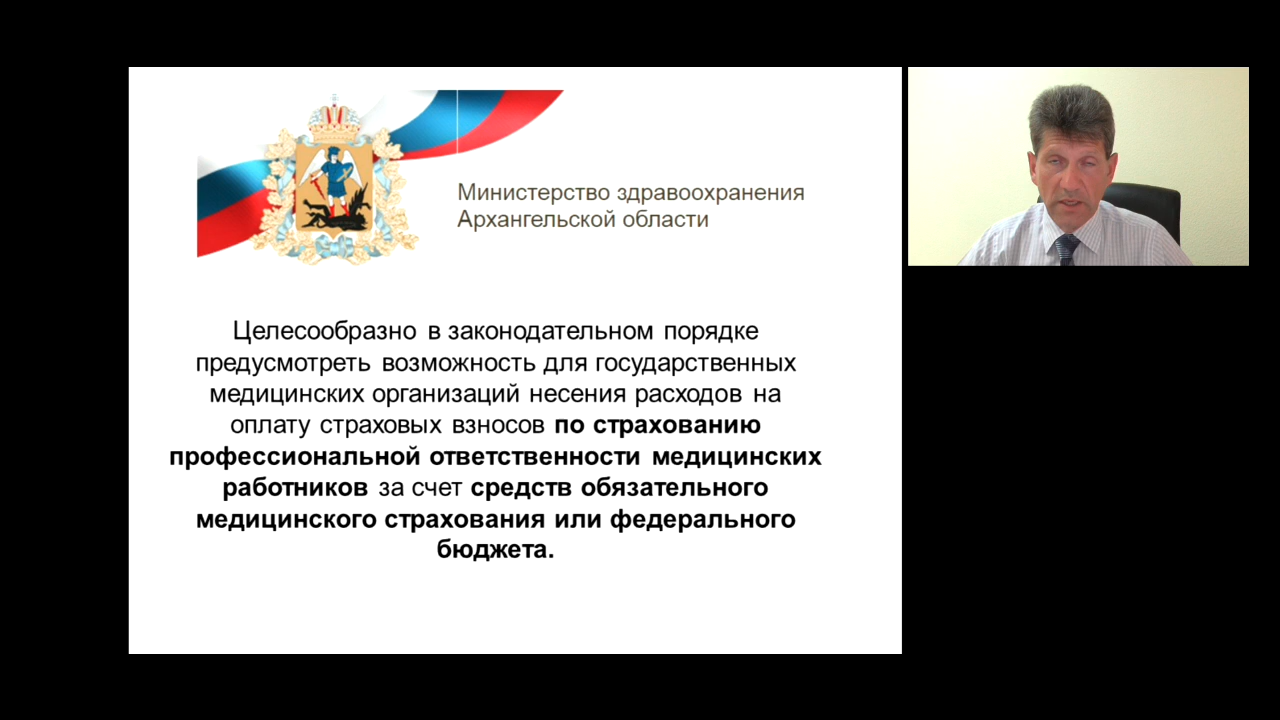 Министерство здравоохранения
Архангельской области
Целесообразно в законодательном порядке
предусмотреть возможность для государственных
медицинских организаций несения расходов на
оплату страховых взносов по страхованию
профессиональной ответственности медицинских
работников за счет средств обязательного
медицинского страхования или федерального
бюджета.